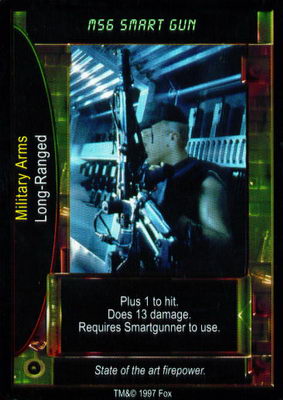 M56 SMART GUN
Military Arms
Long-Ranged
Plus 1 to hit.
Does 13 damage.
Requires Smartgunner to use.
State of the art firepower.
TM&© 1997 Fox